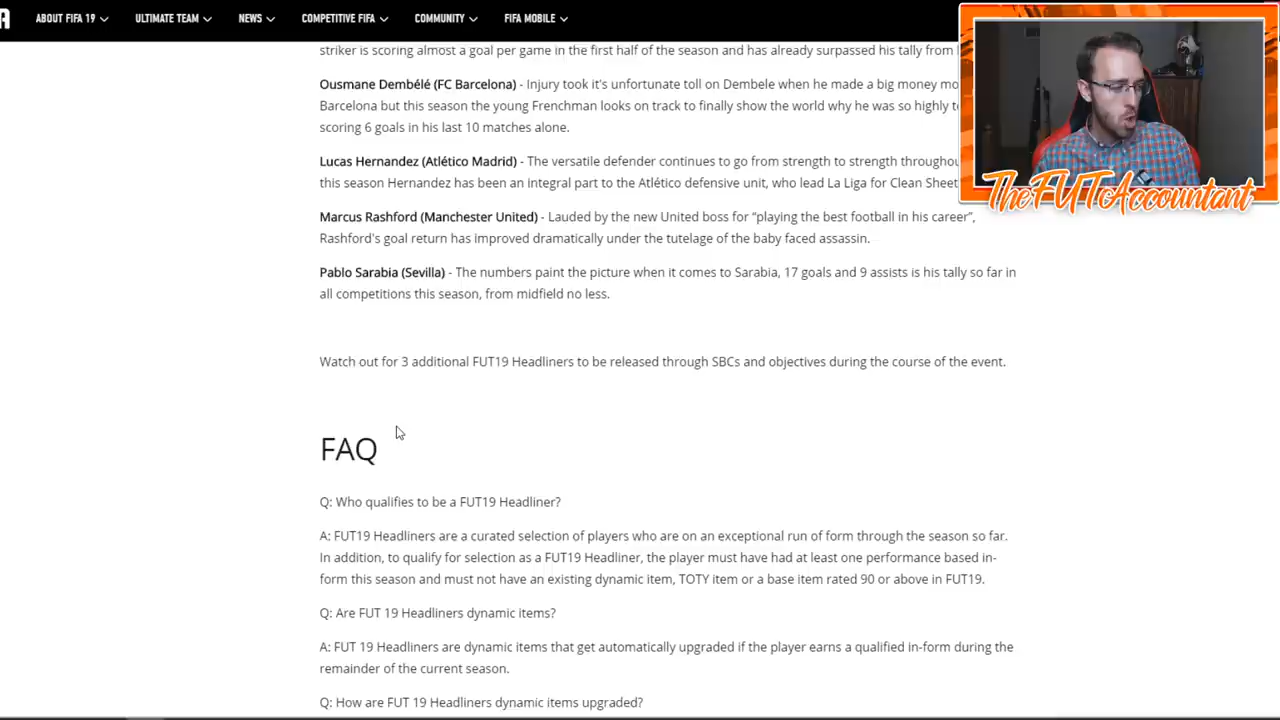 ABOUT FIFA 19 ULTIMATE TEAM NEWS COMPETITIVE FIFA COMMUNITY FIFA MOBILE
striker is scoring almost a goal per game in the first half of the season and has already surpassed his tally from
Ousmane Dembélé (FC Barcelona) - Injury took it's unfortunate toll on Dembele when he made a big money
Barcelona but this season the young Frenchman looks on track to finally show the world why he was so highly
scoring 6 goals in his last 10 matches alone.
Lucas Hernandez (Atlético Madrid) - The versatile defender continues to go from strength to strength
this season Hernandez has been an integral part to the Atlético defensive unit, who lead La Liga for Clean
Marcus Rashford (Manchester United) - Lauded by the new United boss for “playing the best football in his career”,
Rashford's goal return has improved dramatically under the tutelage of the baby faced assassin.
Pablo Sarabia (Sevilla) - The numbers paint the picture when it comes to Sarabia, 17 goals and 9 assists is his tally so far in
all competitions this season, from midfield no less.
Watch out for 3 additional FUT19 Headliners to be released through SBCs and objectives during the course of the event.
FAQ
Q: Who qualifies to be a FUT19 Headliner?
A: FUT19 Headliners are a curated selection of players who are on an exceptional run of form through the season so far.
In addition, to qualify for selection as a FUT19 Headliner, the player must have had at least one performance based in-
form this season and must not have an existing dynamic item, TOTY item or a base item rated 90 or above in FUT19.
Q: Are FUT 19 Headliners dynamic items?
A: FUT 19 Headliners are dynamic items that get automatically upgraded if the player earns a qualified in-form during the
remainder of the current season.
Q: How are FUT 19 Headliners dynamic items upgraded?
TheFUTAccountant